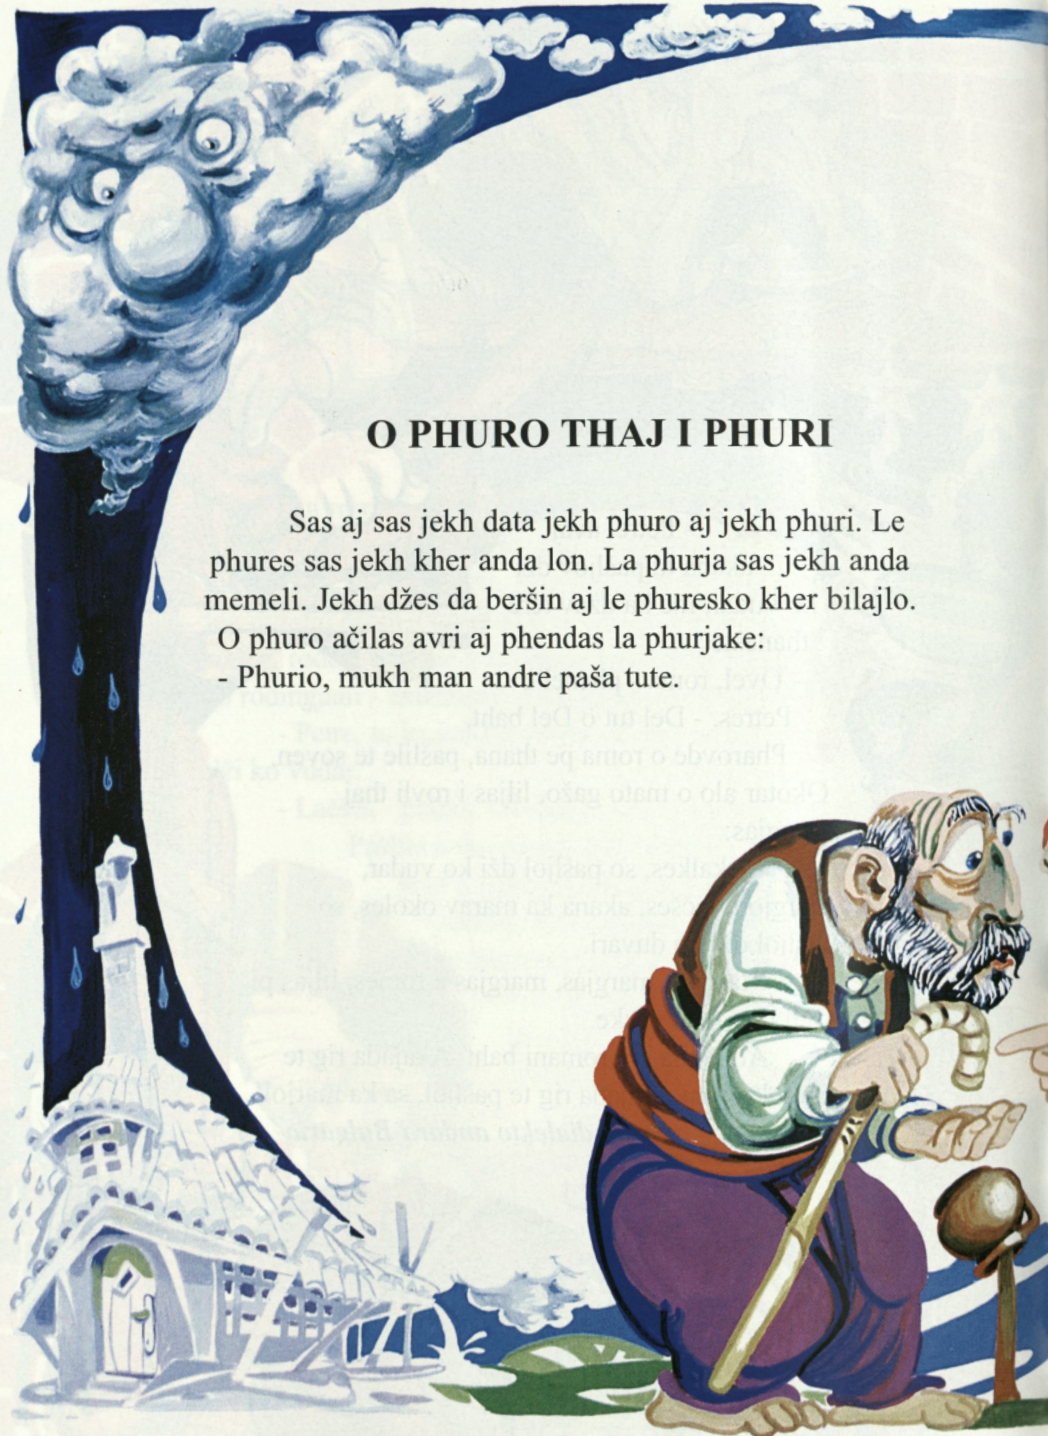 O PHURO THAJ I PHURI
Sas aj sas jekh data jekh phuro aj jekh phuri. Le
phures sas jekh kher anda lon. La phurja sas jekh anda
memeli. Jekh džes da beršin aj le phuresko kher bilajlo.
O phuro ačilas avri aj phendas la phurjake:
- Phurio, mukh man andre paša tute.